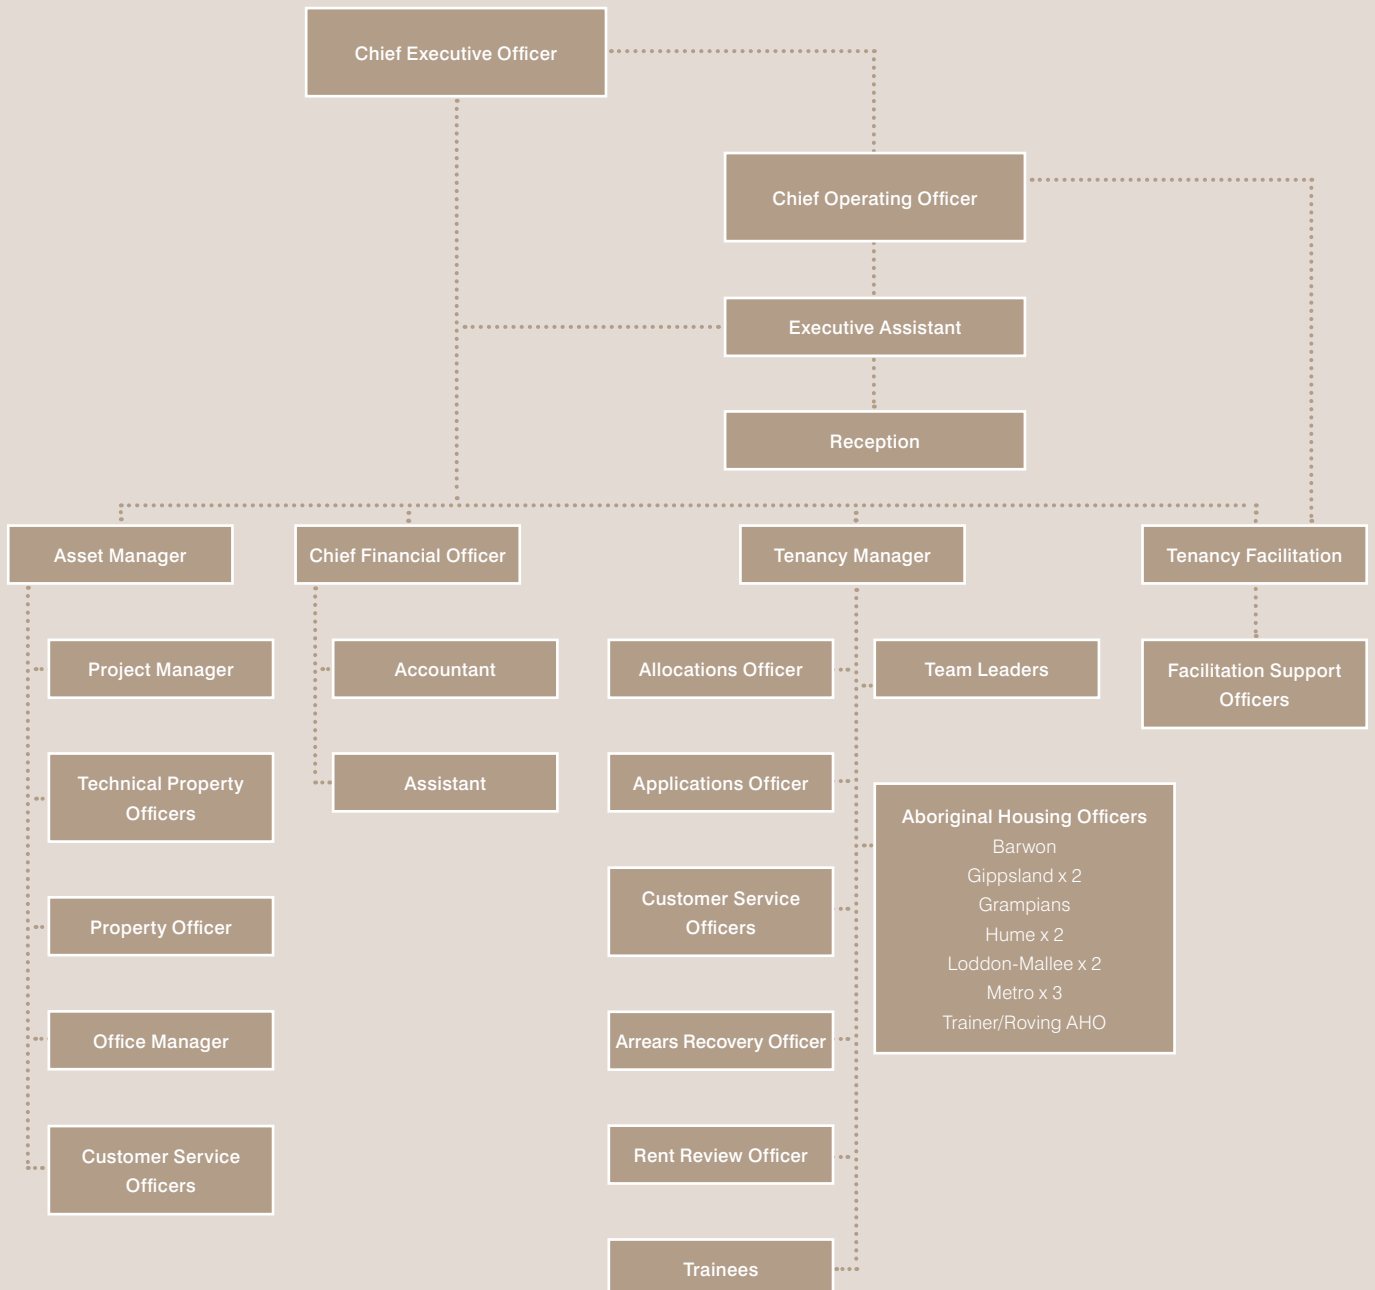 Chief Executive Officer
Chief Operating Officer
Executive Assistant
Reception
Asset Manager
Chief Financial Officer
Tenancy Manager
Tenancy Facilitation
Project Manager
Technical Property
Officers
Property Officer
Office Manager
Customer Service
Officers
Accountant
Assistant
Allocations Officer
Applications Officer
Customer Service
Officers
Arrears Recovery Officer
Rent Review Officer
Trainees
Team Leaders
Aboriginal Housing Officers
Barwon
Gippsland x 2
Grampians
Hume x 2
Loddon-Mallee x 2
Metro x 3
Trainer/Roving AHO
Facilitation Support
Officers